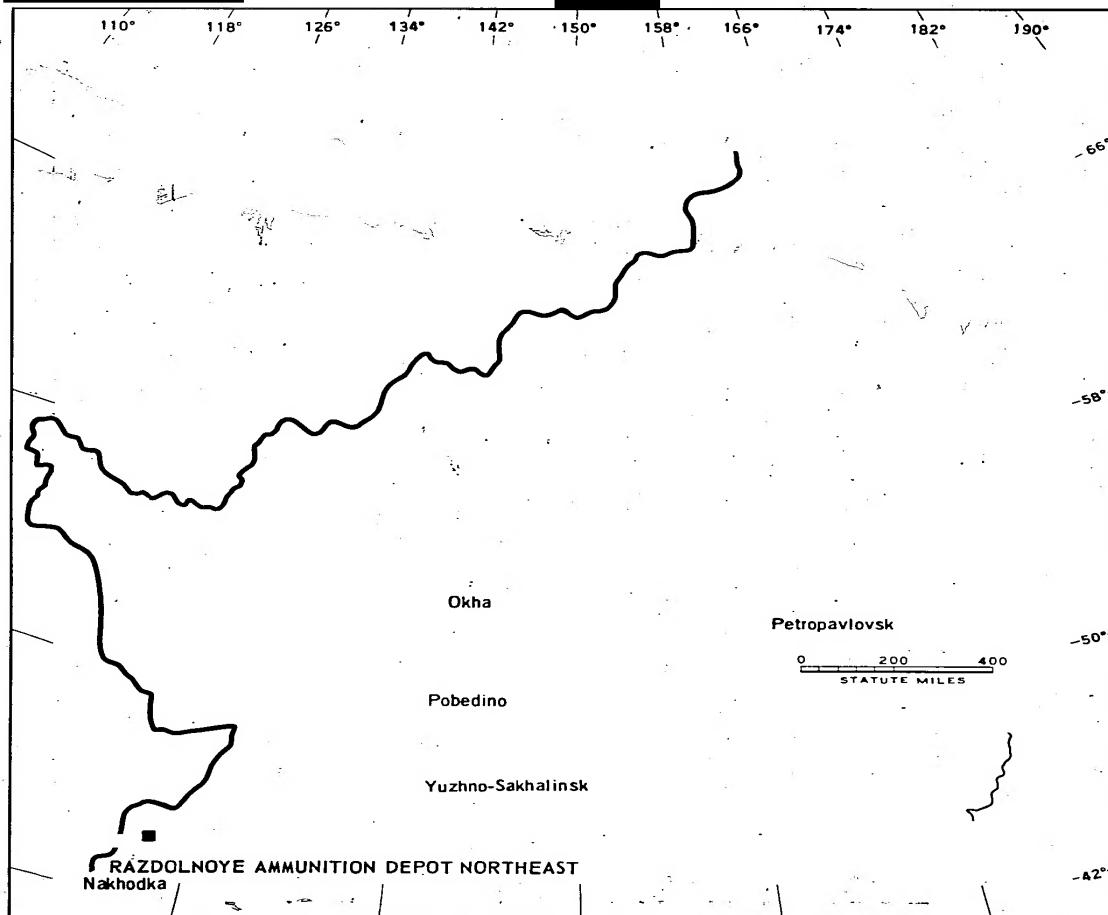 110° 118° 126° 134° 142° 150° 158° 166° 174° 182° 190°
66°
58°
Okha
Petropavlovsk
50°
0 200 400
STATUTE MILES
Pobedino
Yuzhno-Sakhalinsk
RAZDOLNOYE AMMUNITION DEPOT NORTHEAST
42°
Nakhodka